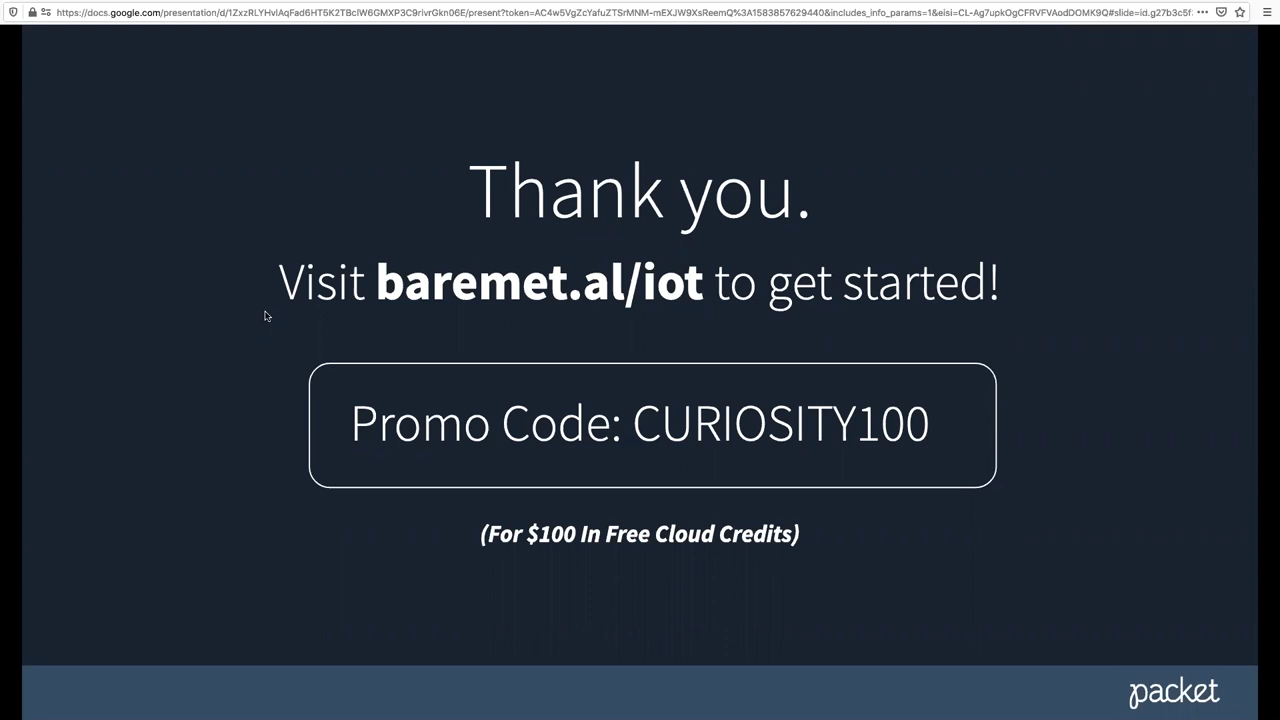 Thank you.
Visit baremet.al/iot to get started!
Promo Code: CURIOSITY100
(For $100 In Free Cloud Credits)
packet